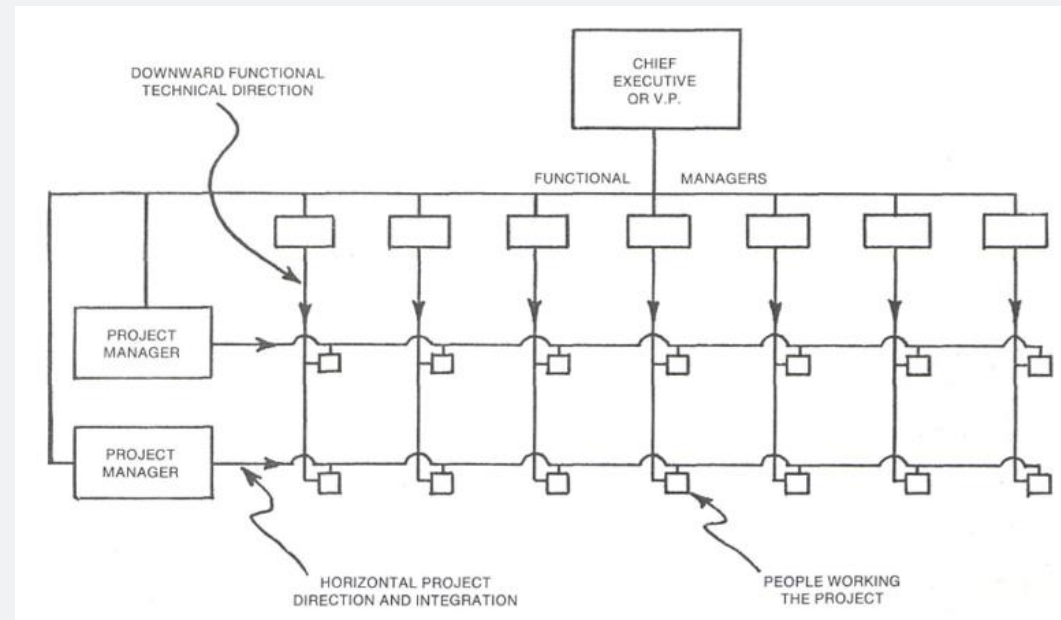 CHIEF
EXECUTIVE
OR V.P.
DOWNWARD FUNCTIONAL
TECHNICAL DIRECTION
FUNCTIONAL MANAGERS
PROJECT
MANAGER
PROJECT
MANAGER
HORIZONTAL PROJECT
DIRECTION AND INTEGRATION
PEOPLE WORKING
THE PROJECT